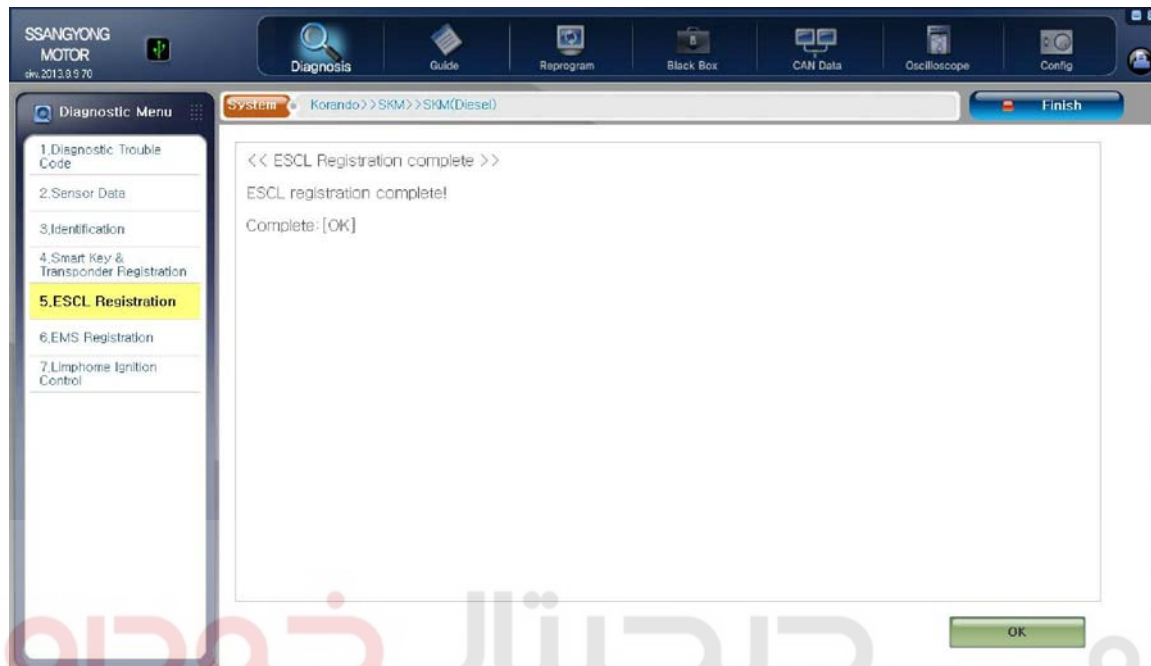 SSANGYONG
MOTOR
Diagnosis
Guide
Reprogram
Black Box
CAN Data
Oscilloscope
Config
Diagnostic Menu
System
Korando>>SKM>>SKM(Diesel)
Finish
1.Diagnostic Trouble
Code
2.Sensor Data
3.Identification
4.Smart Key &
Transponder Registration
5.ESCL Registration
6.EMS Registration
7.Limphome Ignition
Control
<< ESCL Registration complete >>
ESCL registration complete!
Complete:[OK]
OK
دیجیتال خودرو